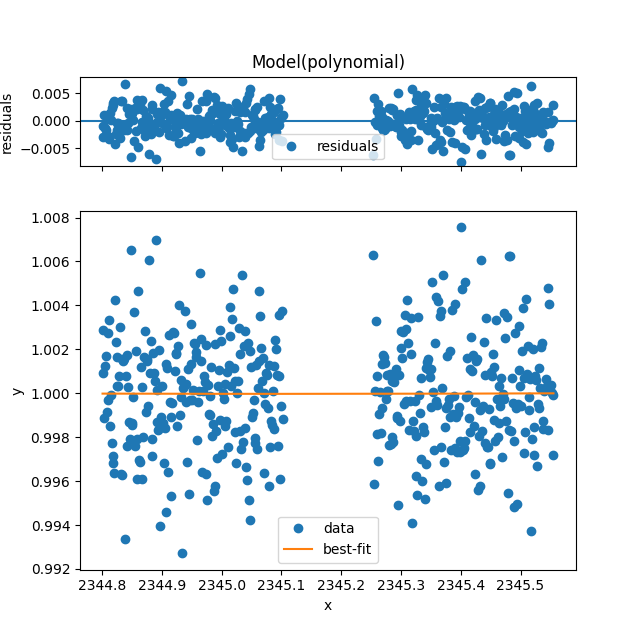 Model(polynomial)
residuals
0.005
0.000
−0.005
residuals
y
1.008
1.006
1.004
1.002
1.000
0.998
0.996
0.994
0.992
data
best-fit
2344.8 2344.9 2345.0 2345.1 2345.2 2345.3 2345.4 2345.5
x